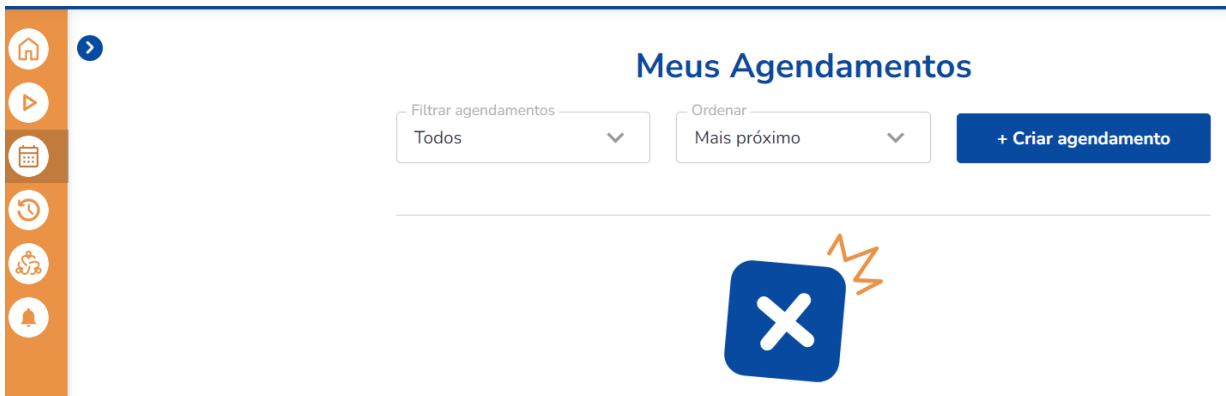 Meus Agendamentos
Filtrar agendamentos
Todos
Ordenar
Mais próximo
+ Criar agendamento